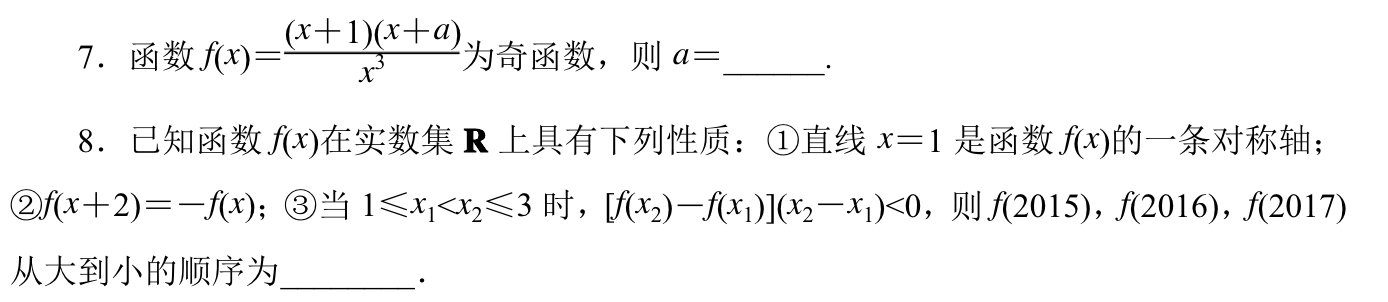 7．函数 f(x)＝(x＋1)(x＋a)/x³为奇函数，则 a＝______.
8．已知函数 f(x)在实数集 R 上具有下列性质：①直线 x＝1 是函数 f(x)的一条对称轴；
②f(x＋2)＝－f(x)；③当 1≤x₁<x₂≤3 时，[f(x₂)－f(x₁)](x₂－x₁)<0，则 f(2015)，f(2016)，f(2017)
从大到小的顺序为________．